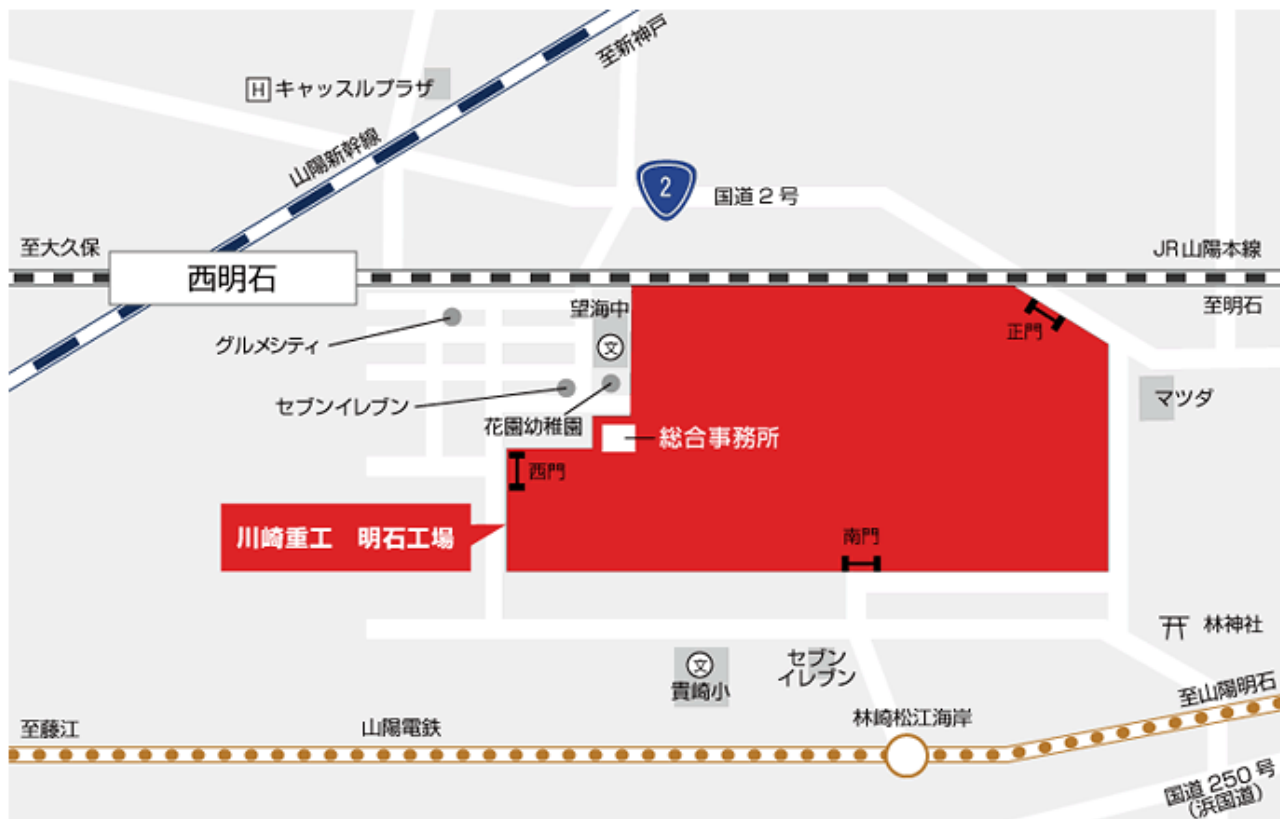 至新神戸
H キャッスルプラザ
山陽新幹線
2
国道2号
至大久保
JR山陽本線
西明石
至明石
望海中
文
正門
グルメシティ
セブンイレブン
マツダ
花園幼稚園
総合事務所
西門
川崎重工　明石工場
南門
林神社
文
貴崎小
セブン
イレブン
至山陽明石
林崎松江海岸
至藤江
山陽電鉄
国道250号
(浜国道)